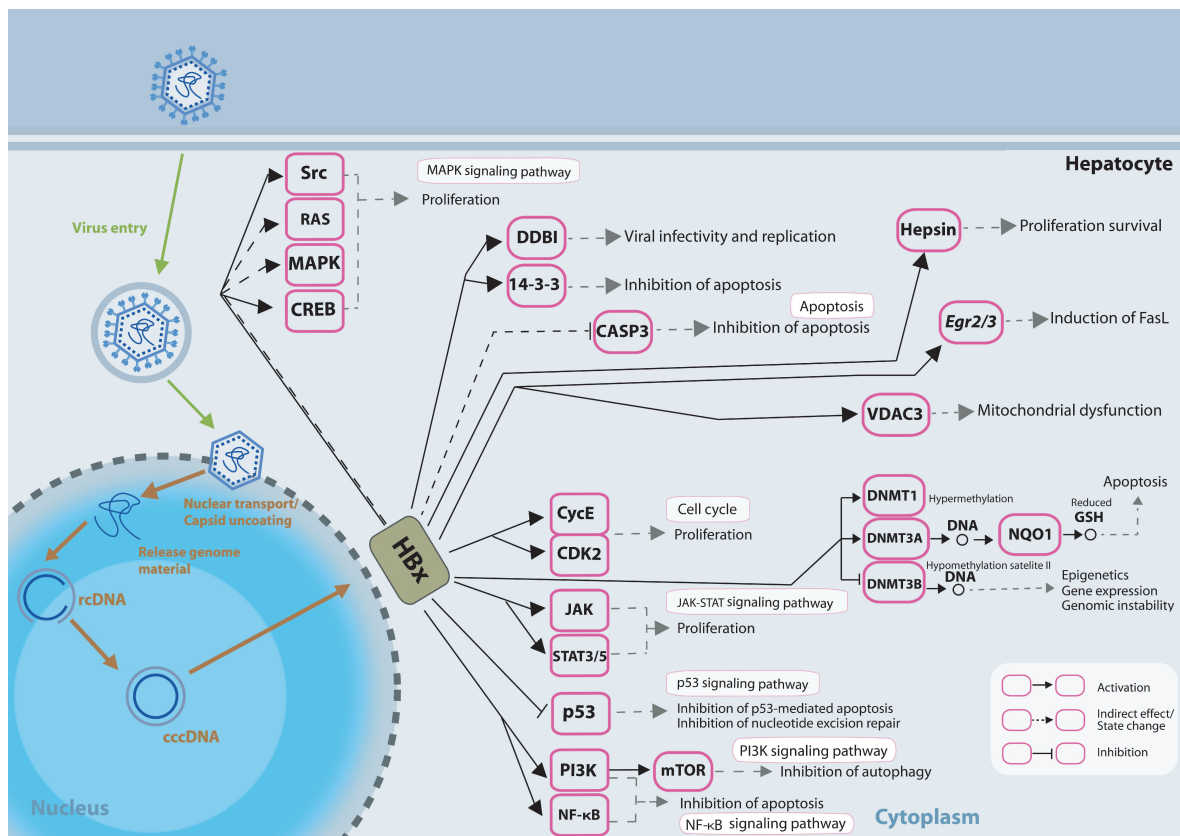 Hepatocyte
Src
RAS
MAPK
CREB
MAPK signaling pathway
Proliferation
Virus entry
DDBI
Viral infectivity and replication
14-3-3
Inhibition of apoptosis
CASP3
Apoptosis
Inhibition of apoptosis
Hepsin
Proliferation survival
Egr2/3
Induction of FasL
VDAC3
Mitochondrial dysfunction
Nuclear transport/
Capsid uncoating
Release genome
material
rcDNA
cccDNA
Nucleus
HBx
CycE
CDK2
Cell cycle
Proliferation
DNMT1
Hypermethylation
DNMT3A
DNA
NQO1
Reduced
GSH
Apoptosis
DNMT3B
Hypomethylation satelite II
DNA
Epigenetics
Gene expression
Genomic instability
JAK
STAT3/5
JAK-STAT signaling pathway
Proliferation
p53
p53 signaling pathway
Inhibition of p53-mediated apoptosis
Inhibition of nucleotide excision repair
PI3K
mTOR
PI3K signaling pathway
Inhibition of autophagy
NF-κB
Inhibition of apoptosis
NF-κB signaling pathway
Cytoplasm
Activation
Indirect effect/
State change
Inhibition